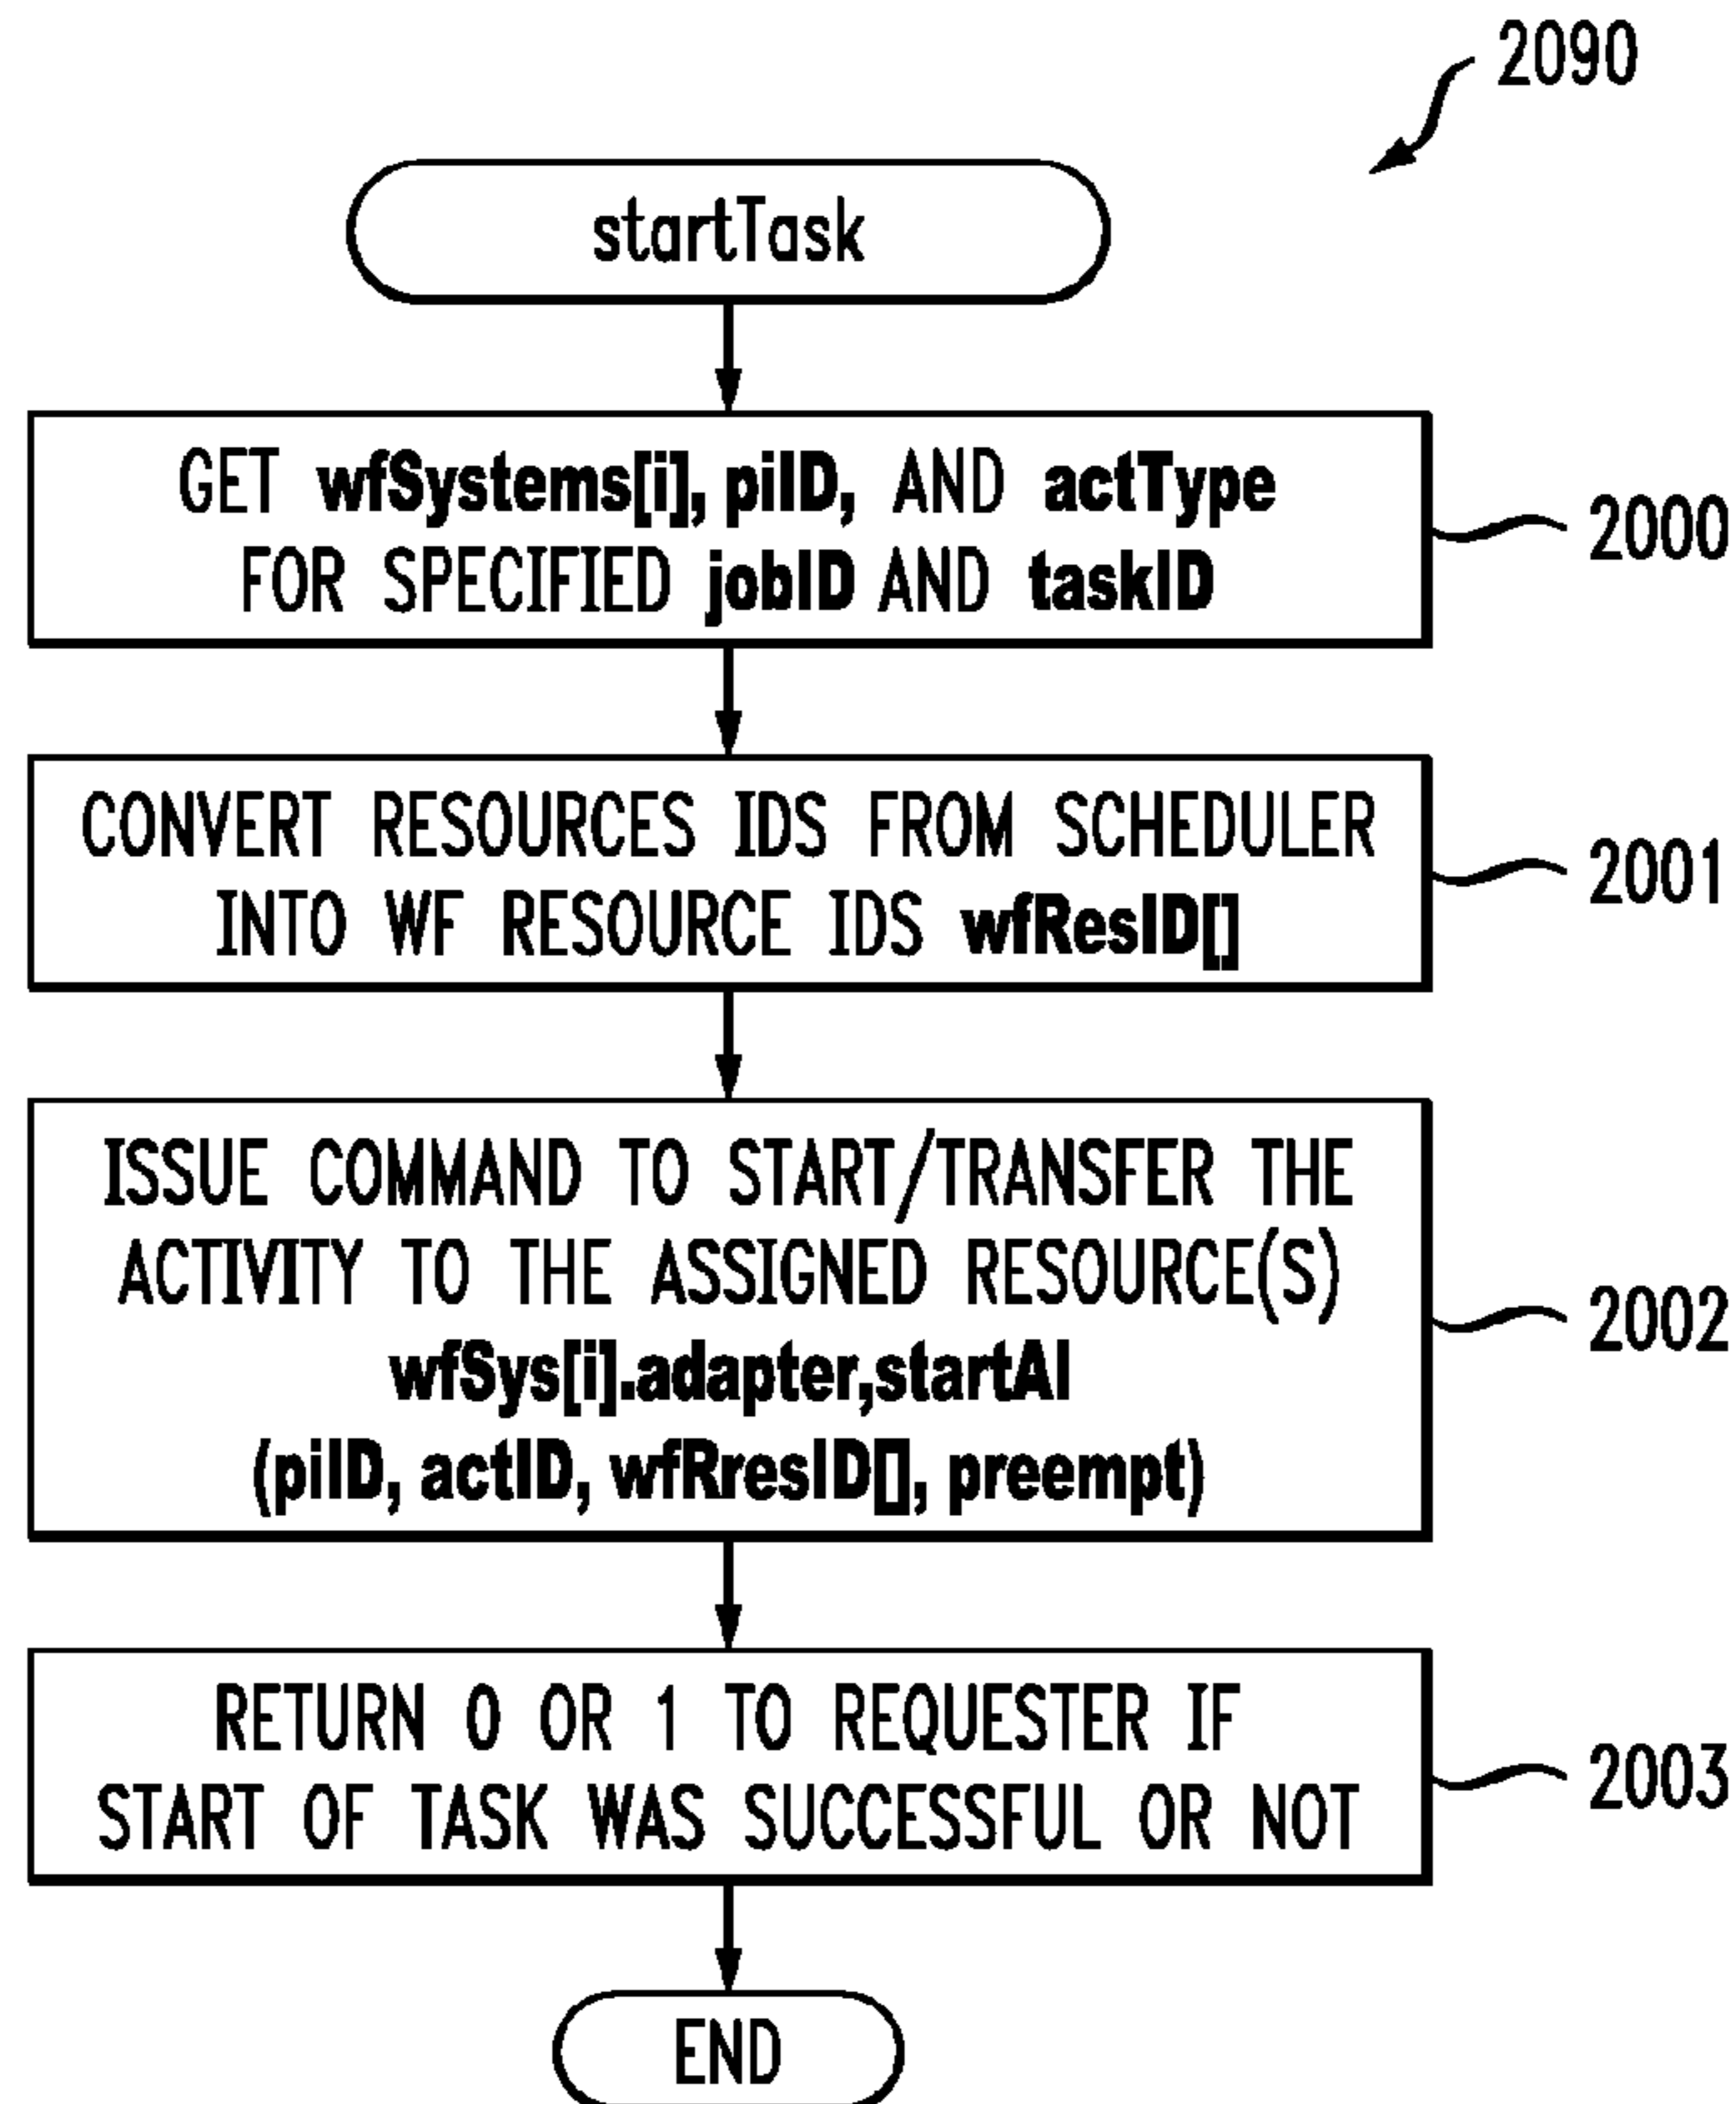 2090
startTask
GET wfSystems[i], piID, AND actType
FOR SPECIFIED jobID AND taskID
2000
CONVERT RESOURCES IDS FROM SCHEDULER
INTO WF RESOURCE IDS wfResID[]
2001
ISSUE COMMAND TO START/TRANSFER THE
ACTIVITY TO THE ASSIGNED RESOURCE(S)
wfSys[i].adapter,startAI
(piID, actID, wfRresID[], preempt)
2002
RETURN 0 OR 1 TO REQUESTER IF
START OF TASK WAS SUCCESSFUL OR NOT
2003
END